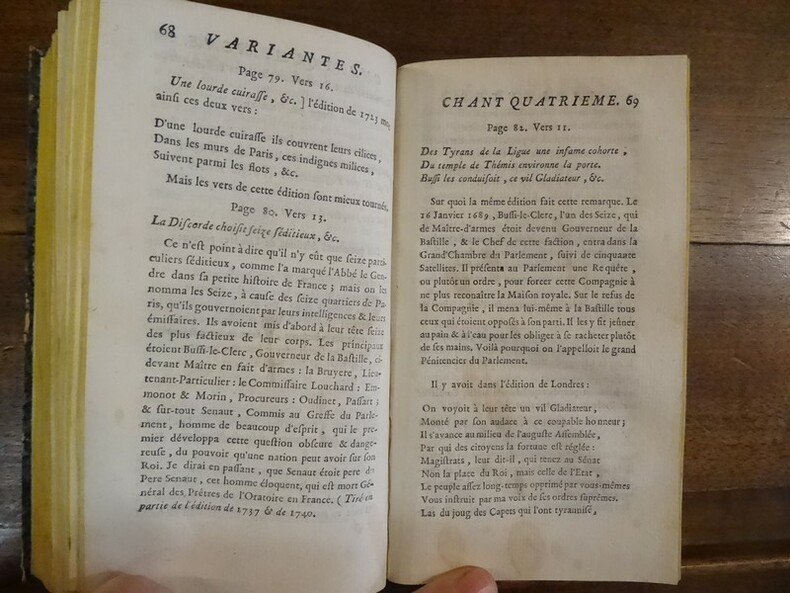 68
VARIANTES.
Page 79. Vers 16.
Une lourde cuirasse, &c. ] l'édition de 1723
ainsi ces deux vers :
D'une lourde cuirasse ils couvrent leurs cilices,
Dans les murs de Paris, ces indignes milices,
Suivent parmi les flots, &c.
Mais les vers de cette édition sont mieux tournés.
Page 80. Vers 13.
La Discorde choisit seize séditieux, &c.
Ce n'est point à dire qu'il n'y eût que seize parti-
culiers séditieux, comme l'a marqué l'Abbé le Gen-
dre dans sa petite histoire de France ; mais on les
nomma les Seize, à cause des seize quartiers de Pa-
ris, qu'ils gouvernoient par leurs intelligences & leurs
émissaires. Ils avoient mis d'abord à leur tête seize
des plus factieux de leur corps. Les principaux
étoient Bussi-le-Clerc, Gouverneur de la Bastille, ci-
devant Maître en fait d'armes : la Bruyere, Lieu-
tenant-Particulier : le Commissaire Louchard : Em-
monot & Morin, Procureurs : Oudinet, Passart ;
& sur-tout Senaut, Commis au Greffe du Parle-
ment, homme de beaucoup d'esprit, qui le pre-
mier développa cette question obscure & dange-
reuse, du pouvoir qu'une nation peut avoir sur son
Roi. Je dirai en passant, que Senaut étoit pere du
Pere Senaut, cet homme éloquent, qui est mort Gé-
néral des Prêtres de l'Oratoire en France. ( Tiré en
partie de l'édition de 1737 & de 1740.
CHANT QUATRIEME. 69
Page 82. Vers 11.
Des Tyrans de la Ligue une infame cohorte,
Du temple de Thémis environne la porte.
Bussi les conduisoit, ce vil Gladiateur, &c.
Sur quoi la même édition fait cette remarque. Le
16 Janvier 1689, Bussi-le-Clerc, l'un des Seize, qui
de Maître-d'armes étoit devenu Gouverneur de la
Bastille, & le Chef de cette faction, entra dans la
Grand'Chambre du Parlement, suivi de cinquante
Satellites. Il présenta au Parlement une Requête,
ou plutôt un ordre, pour forcer cette Compagnie à
ne plus reconnaître la Maison royale. Sur le refus de
la Compagnie, il mena lui-même à la Bastille tous
ceux qui étoient opposés à son parti. Il les y fit jeûner
au pain & à l'eau pour les obliger à se racheter plutôt
de ses mains. Voilà pourquoi on l'appelloit le grand
Pénitencier du Parlement.
Il y avoit dans l'édition de Londres :
On voyoit à leur tête un vil Gladiateur,
Monté par son audace à ce coupable honneur ;
Il s'avance au milieu de l'auguste Assemblée,
Par qui des citoyens la fortune est réglée :
Magistrats, leur dit-il, qui tenez au Sénat
Non la place du Roi, mais celle de l'Etat,
Le peuple assez long-temps opprimé par vous-mêmes
Vous instruit par ma voix de ses ordres suprêmes.
Las du joug des Capets qui l'ont tyrannisé,